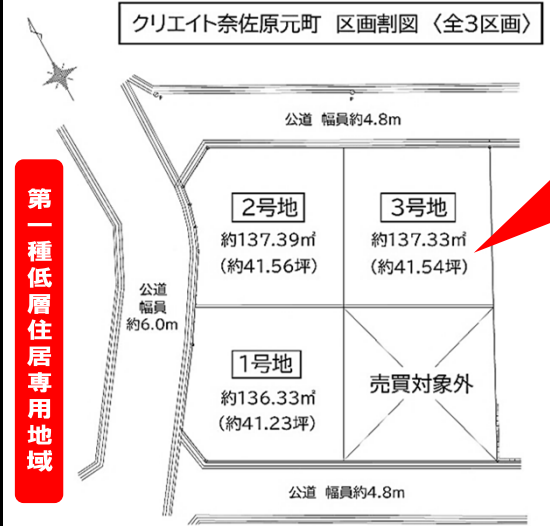 クリエイト奈佐原元町 区画割図 〈全3区画〉
公道 幅員約4.8m
第一種低層住居専用地域
2号地
約137.39㎡
(約41.56坪)
3号地
約137.33㎡
(約41.54坪)
公道
幅員
約6.0m
1号地
約136.33㎡
(約41.23坪)
売買対象外
公道 幅員約4.8m